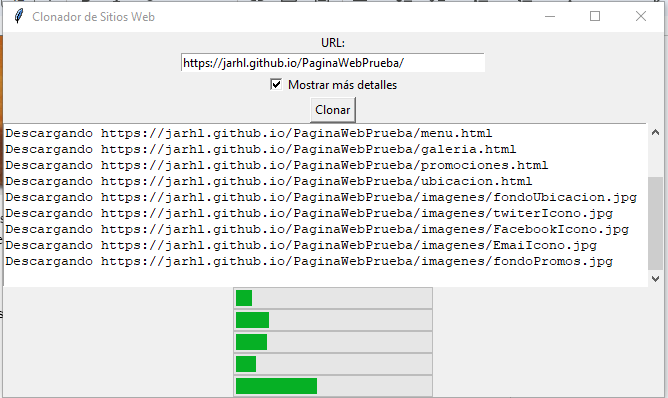 Clonador de Sitios Web
URL:
https://jarhl.github.io/PaginaWebPrueba/
Mostrar más detalles
Clonar
Descargando https://jarhl.github.io/PaginaWebPrueba/menu.html
Descargando https://jarhl.github.io/PaginaWebPrueba/galeria.html
Descargando https://jarhl.github.io/PaginaWebPrueba/promociones.html
Descargando https://jarhl.github.io/PaginaWebPrueba/ubicacion.html
Descargando https://jarhl.github.io/PaginaWebPrueba/imagenes/fondoUbicacion.jpg
Descargando https://jarhl.github.io/PaginaWebPrueba/imagenes/twiterIcono.jpg
Descargando https://jarhl.github.io/PaginaWebPrueba/imagenes/FacebookIcono.jpg
Descargando https://jarhl.github.io/PaginaWebPrueba/imagenes/EmaiIcono.jpg
Descargando https://jarhl.github.io/PaginaWebPrueba/imagenes/fondoPromos.jpg